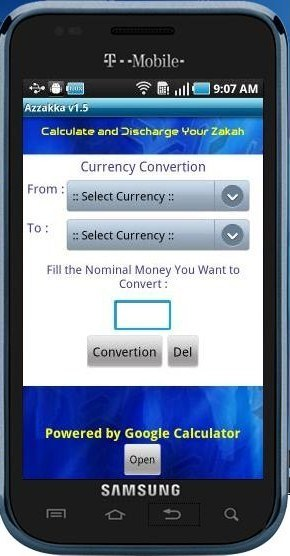 T··Mobile·
9:07 AM
Azzakka v1.5
Calculate and Discharge Your Zakah
Currency Convertion
From :
:: Select Currency ::
To :
:: Select Currency ::
Fill the Nominal Money You Want to
Convert :
Convertion Del
Powered by Google Calculator
Open
SAMSUNG